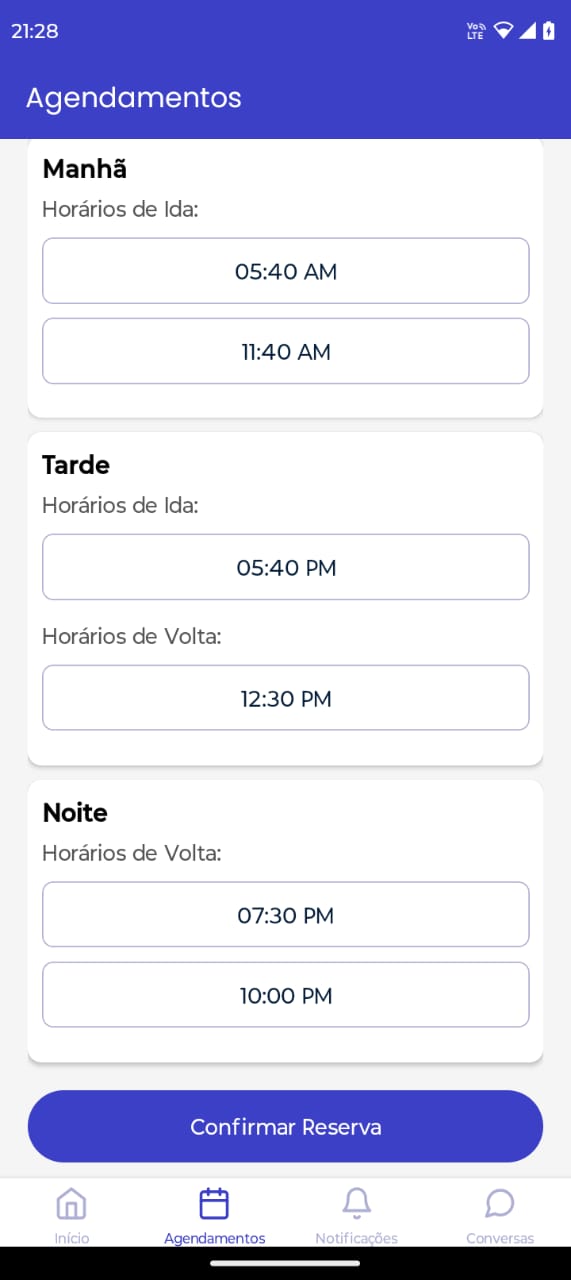 21:28
Vo
LTE
Agendamentos
Manhã
Horários de Ida:
05:40 AM
11:40 AM
Tarde
Horários de Ida:
05:40 PM
Horários de Volta:
12:30 PM
Noite
Horários de Volta:
07:30 PM
10:00 PM
Confirmar Reserva
Início
Agendamentos
Notificações
Conversas